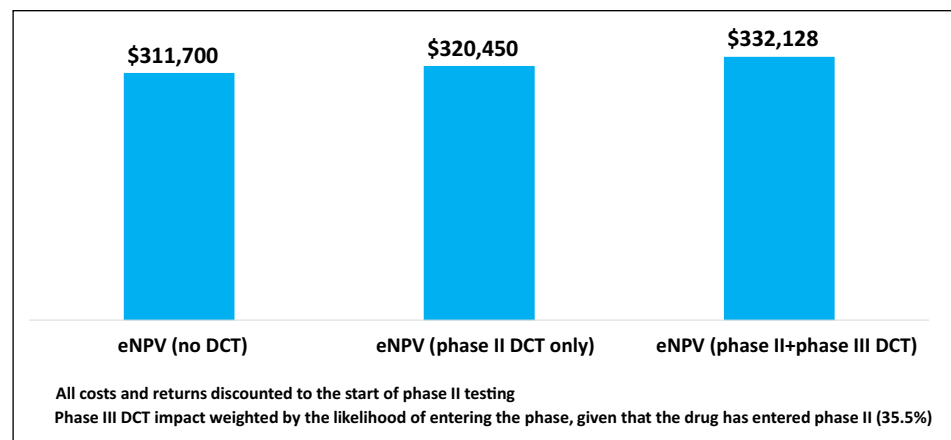 $311,700
$320,450
$332,128
eNPV (no DCT)
eNPV (phase II DCT only)
eNPV (phase II+phase III DCT)
All costs and returns discounted to the start of phase II testing
Phase III DCT impact weighted by the likelihood of entering the phase, given that the drug has entered phase II (35.5%)